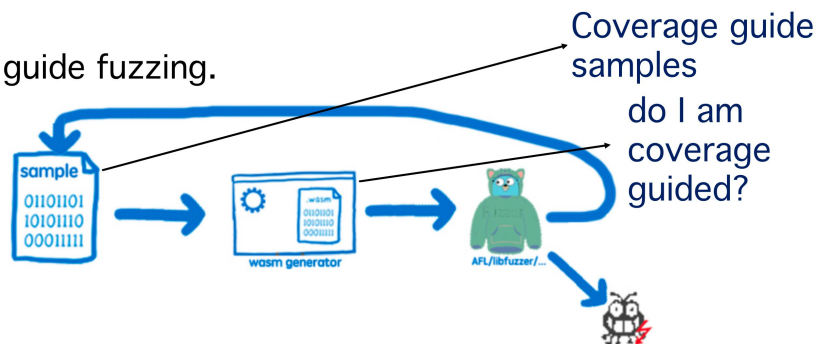 Coverage guide
samples
guide fuzzing.
do I am
coverage
guided?
sample
01101101
10101110
00011111
.wasm
01101101
10101110
00011111
wasm generator
AFL/libfuzzer/...